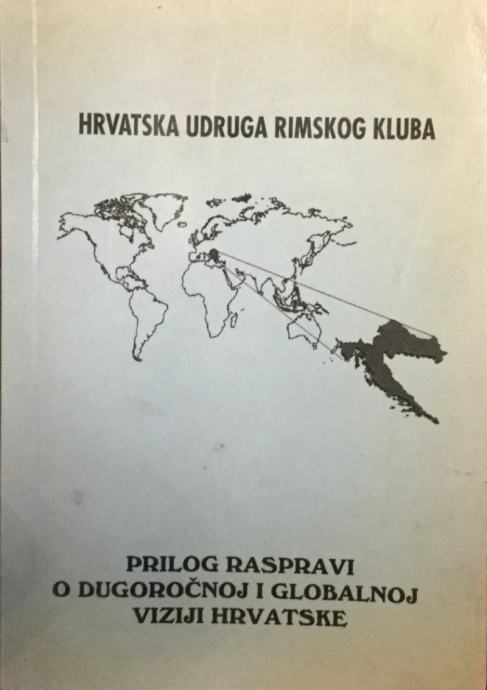 HRVATSKA UDRUGA RIMSKOG KLUBA
PRILOG RASPRAVI
O DUGOROČNOJ I GLOBALNOJ
VIZIJI HRVATSKE